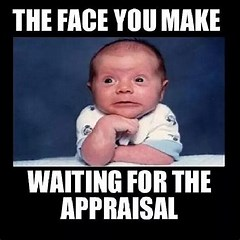 THE FACE YOU MAKE
WAITING FOR THE
APPRAISAL